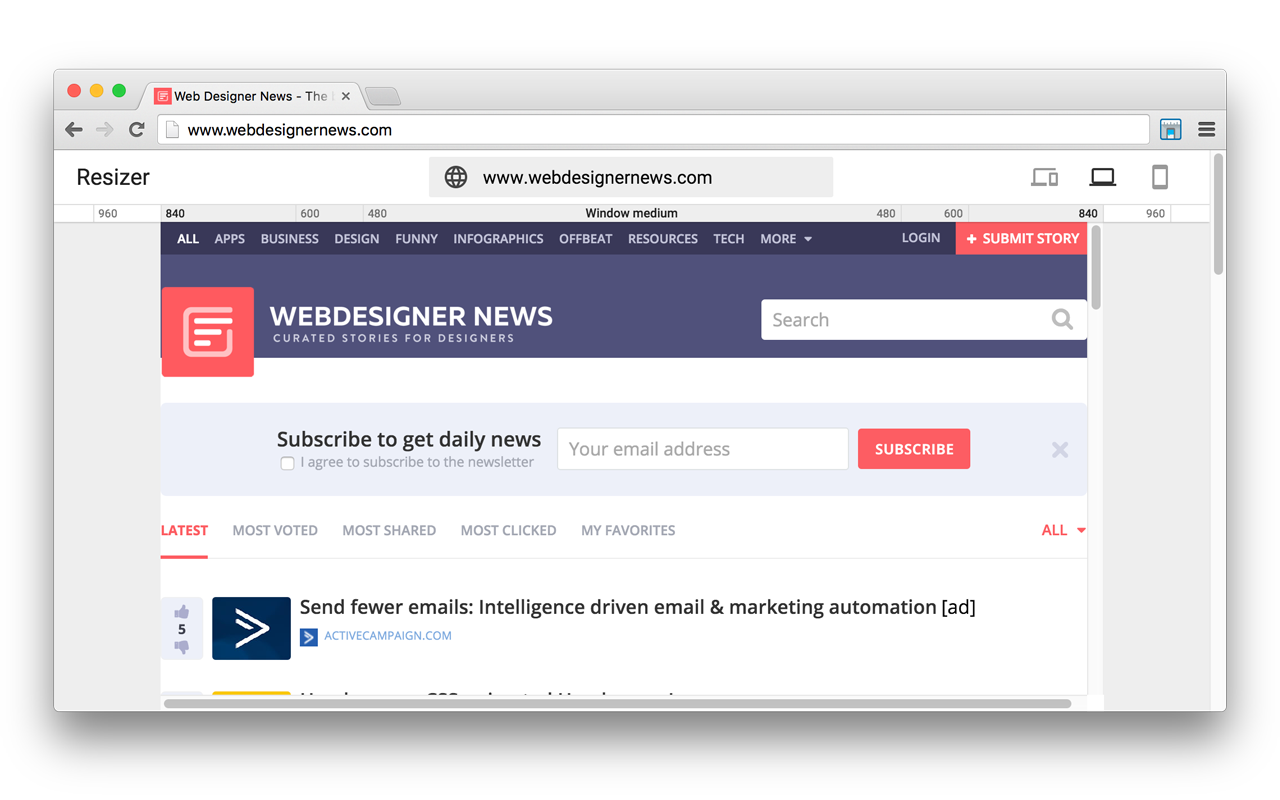 Web Designer News - The
www.webdesignernews.com
Resizer
www.webdesignernews.com
960 840 600 480 Window medium 480 600 840 960
ALL APPS BUSINESS DESIGN FUNNY INFOGRAPHICS OFFBEAT RESOURCES TECH MORE LOGIN + SUBMIT STORY
WEBDESIGNER NEWS
CURATED STORIES FOR DESIGNERS
Search
Subscribe to get daily news
I agree to subscribe to the newsletter
Your email address
SUBSCRIBE
LATEST MOST VOTED MOST SHARED MOST CLICKED MY FAVORITES ALL
5
Send fewer emails: Intelligence driven email & marketing automation [ad]
ACTIVECAMPAIGN.COM